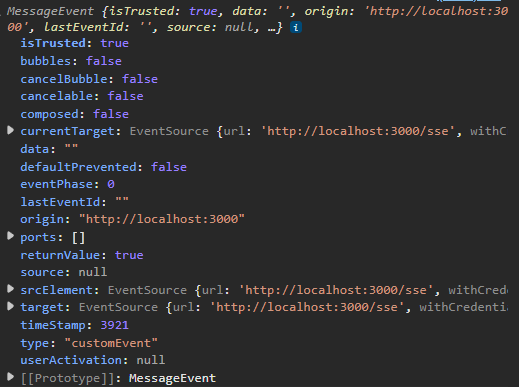 MessageEvent {isTrusted: true, data: '', origin: 'http://localhost:30
00', lastEventId: '', source: null, …} i
isTrusted: true
bubbles: false
cancelBubble: false
cancelable: false
composed: false
currentTarget: EventSource {url: 'http://localhost:3000/sse', withC
data: ""
defaultPrevented: false
eventPhase: 0
lastEventId: ""
origin: "http://localhost:3000"
ports: []
returnValue: true
source: null
srcElement: EventSource {url: 'http://localhost:3000/sse', withCred
target: EventSource {url: 'http://localhost:3000/sse', withCredenti
timeStamp: 3921
type: "customEvent"
userActivation: null
[[Prototype]]: MessageEvent